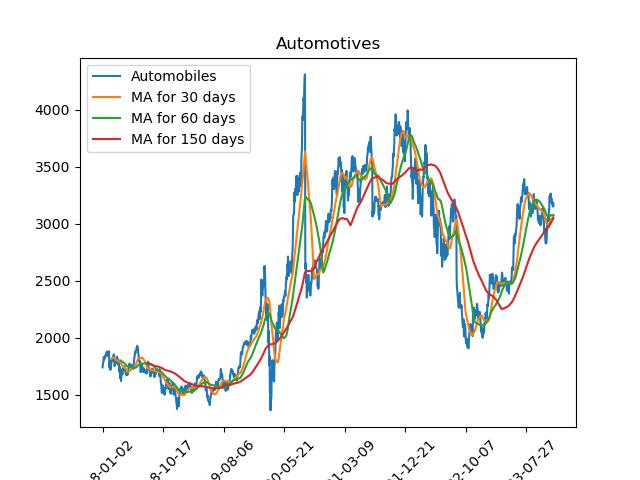 Automotives
Automobiles
MA for 30 days
MA for 60 days
MA for 150 days
4000
3500
3000
2500
2000
1500
8-01-02
8-10-17
9-08-06
0-05-21
1-03-09
1-12-21
2-10-07
3-07-27